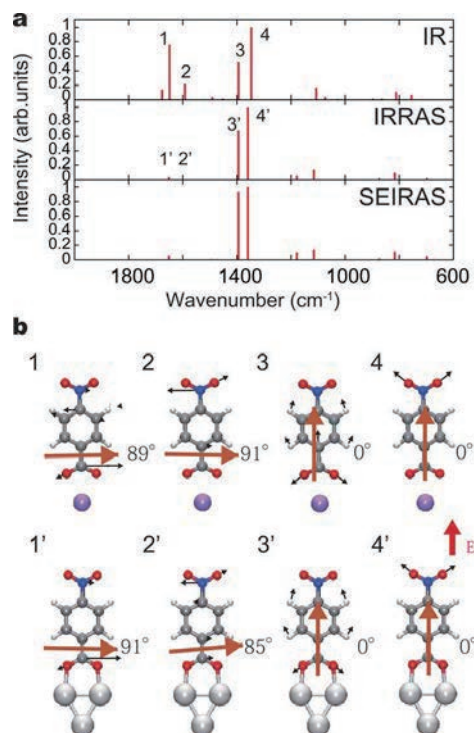 a
IR
1
2
3
4
IRRAS
1' 2'
3'
4'
SEIRAS
Intensity (arb.units)
1
0.8
0.6
0.4
0.2
0
1
0.8
0.6
0.4
0.2
0
1
0.8
0.6
0.4
0.2
0
1800 1400 1000 600
Wavenumber (cm⁻¹)
b
1 2 3 4
89° 91° 0° 0°
E
1' 2' 3' 4'
91° 85° 0° 0°